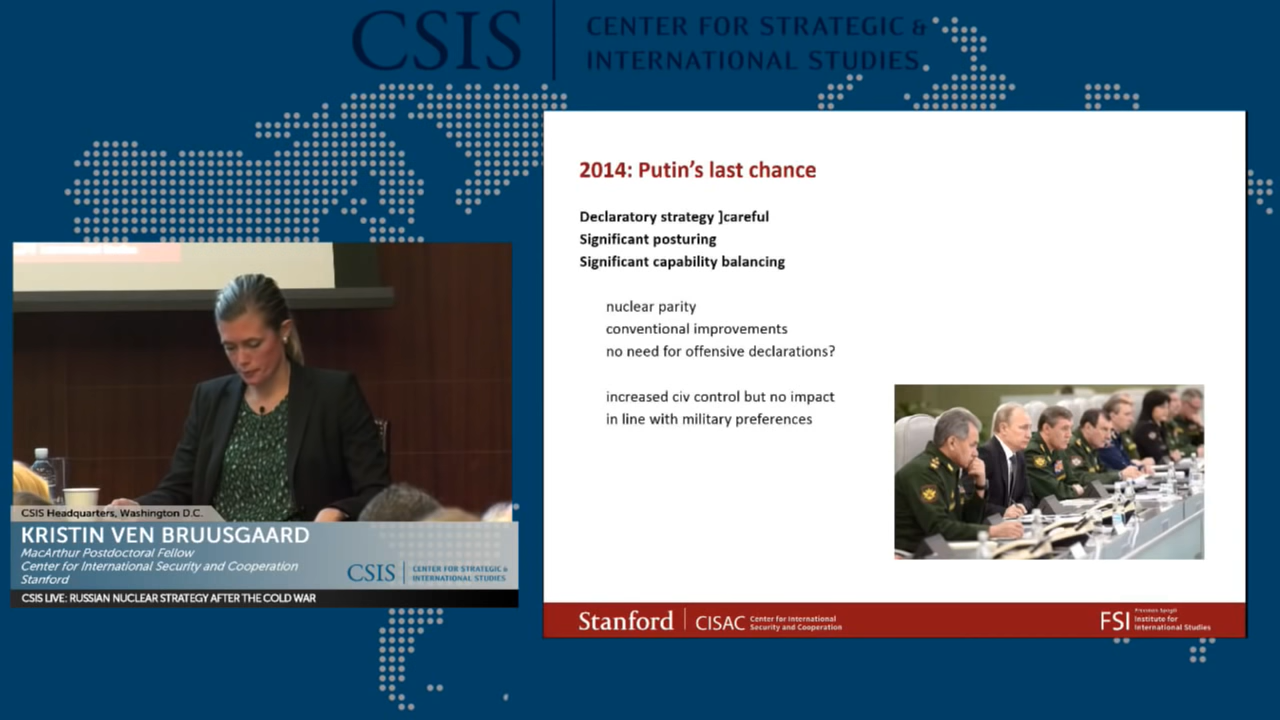 CSIS
CENTER FOR STRATEGIC &
INTERNATIONAL STUDIES
2014: Putin's last chance
Declaratory strategy ]careful
Significant posturing
Significant capability balancing
nuclear parity
conventional improvements
no need for offensive declarations?
increased civ control but no impact
in line with military preferences
CSIS Headquarters, Washington D.C.
KRISTIN VEN BRUUSGAARD
MacArthur Postdoctoral Fellow
Center for International Security and Cooperation
Stanford
CSIS
CENTER FOR STRATEGIC &
INTERNATIONAL STUDIES
CSIS LIVE: RUSSIAN NUCLEAR STRATEGY AFTER THE COLD WAR
Stanford
CISAC
Center for International
Security and Cooperation
FSI
Freeman Spogli
Institute for
International Studies